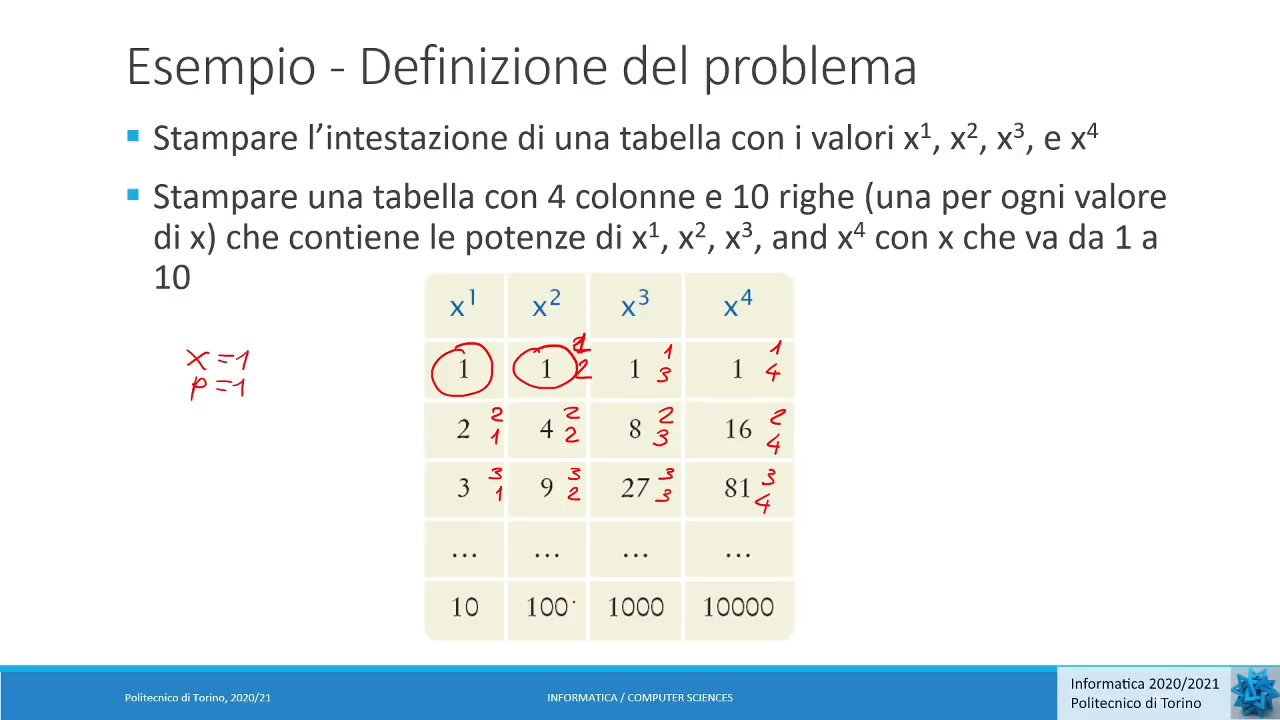 Esempio - Definizione del problema
Stampare l’intestazione di una tabella con i valori x¹, x², x³, e x⁴
Stampare una tabella con 4 colonne e 10 righe (una per ogni valore
di x) che contiene le potenze di x¹, x², x³, and x⁴ con x che va da 1 a
10
x¹ x² x³ x⁴
x=1
p=1
1 1 1 2 1 1 3 1 1 4
2 2 1 4 2 2 8 2 3 16 2 4
3 3 1 9 3 2 27 3 3 81 3 4
... ... ... ...
10 100 1000 10000
Politecnico di Torino, 2020/21
INFORMATICA / COMPUTER SCIENCES
Informatica 2020/2021
Politecnico di Torino